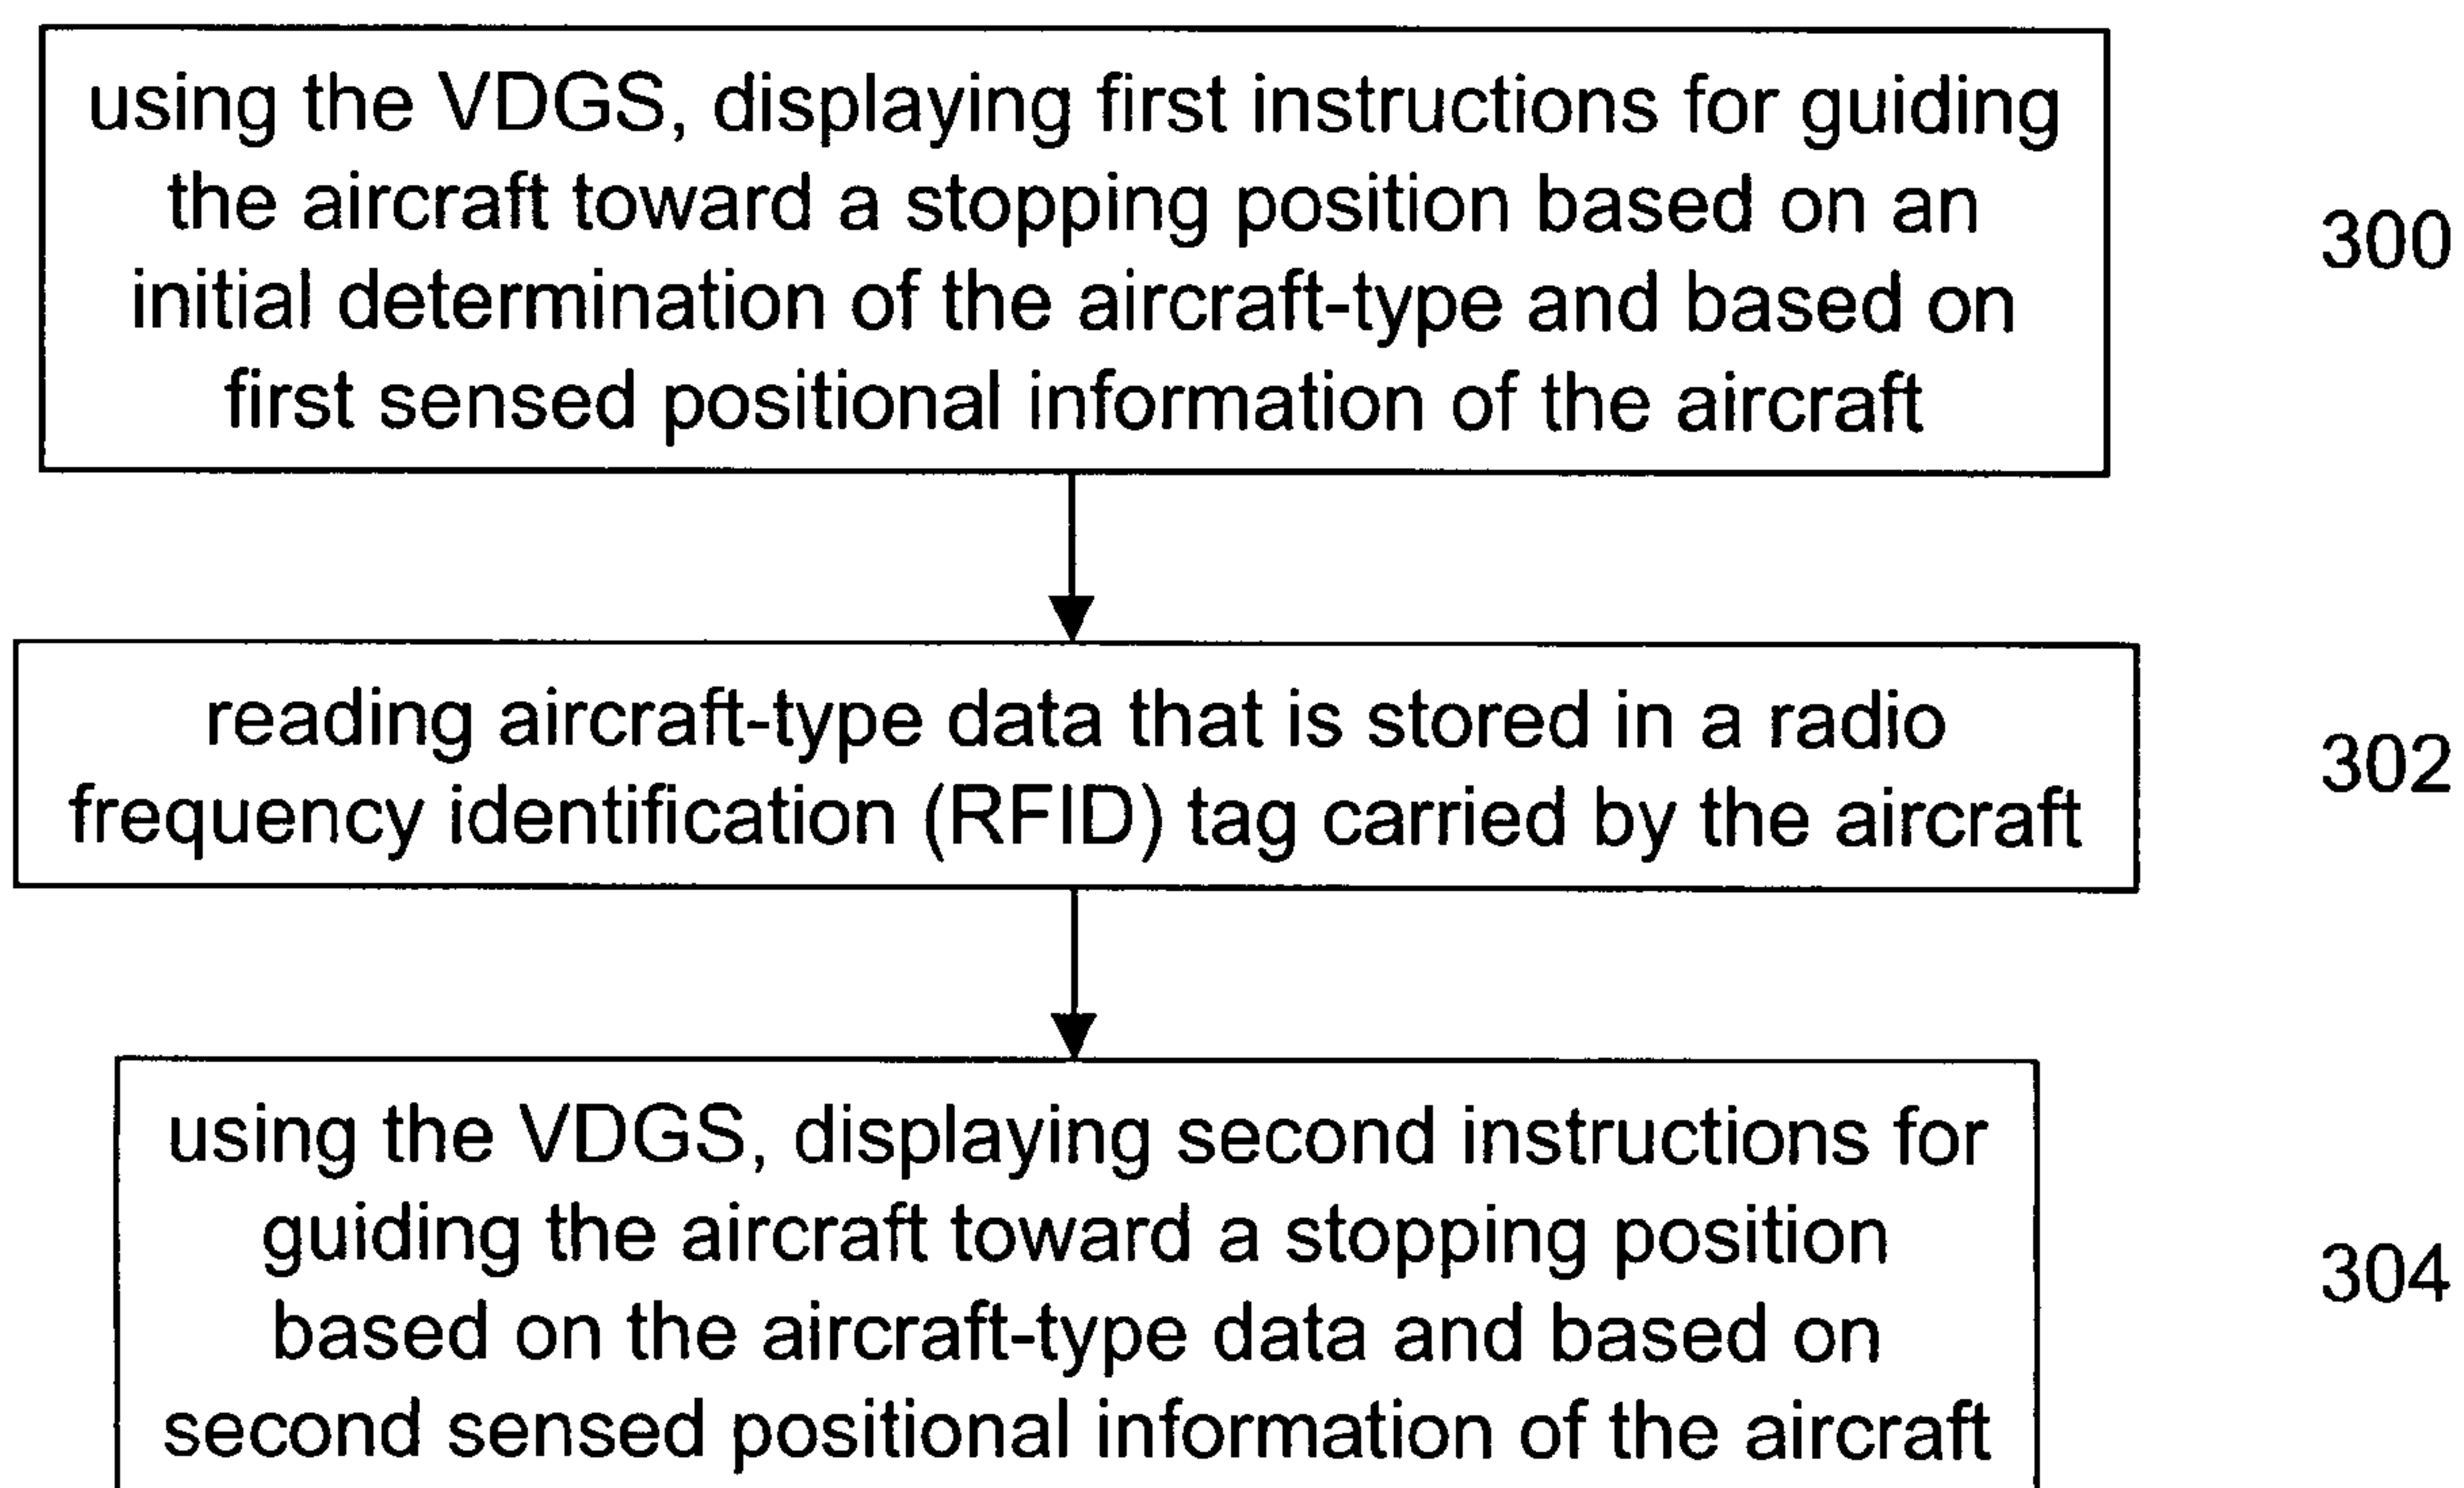 using the VDGS, displaying first instructions for guiding
the aircraft toward a stopping position based on an
initial determination of the aircraft-type and based on
first sensed positional information of the aircraft
300
reading aircraft-type data that is stored in a radio
frequency identification (RFID) tag carried by the aircraft
302
using the VDGS, displaying second instructions for
guiding the aircraft toward a stopping position
based on the aircraft-type data and based on
second sensed positional information of the aircraft
304